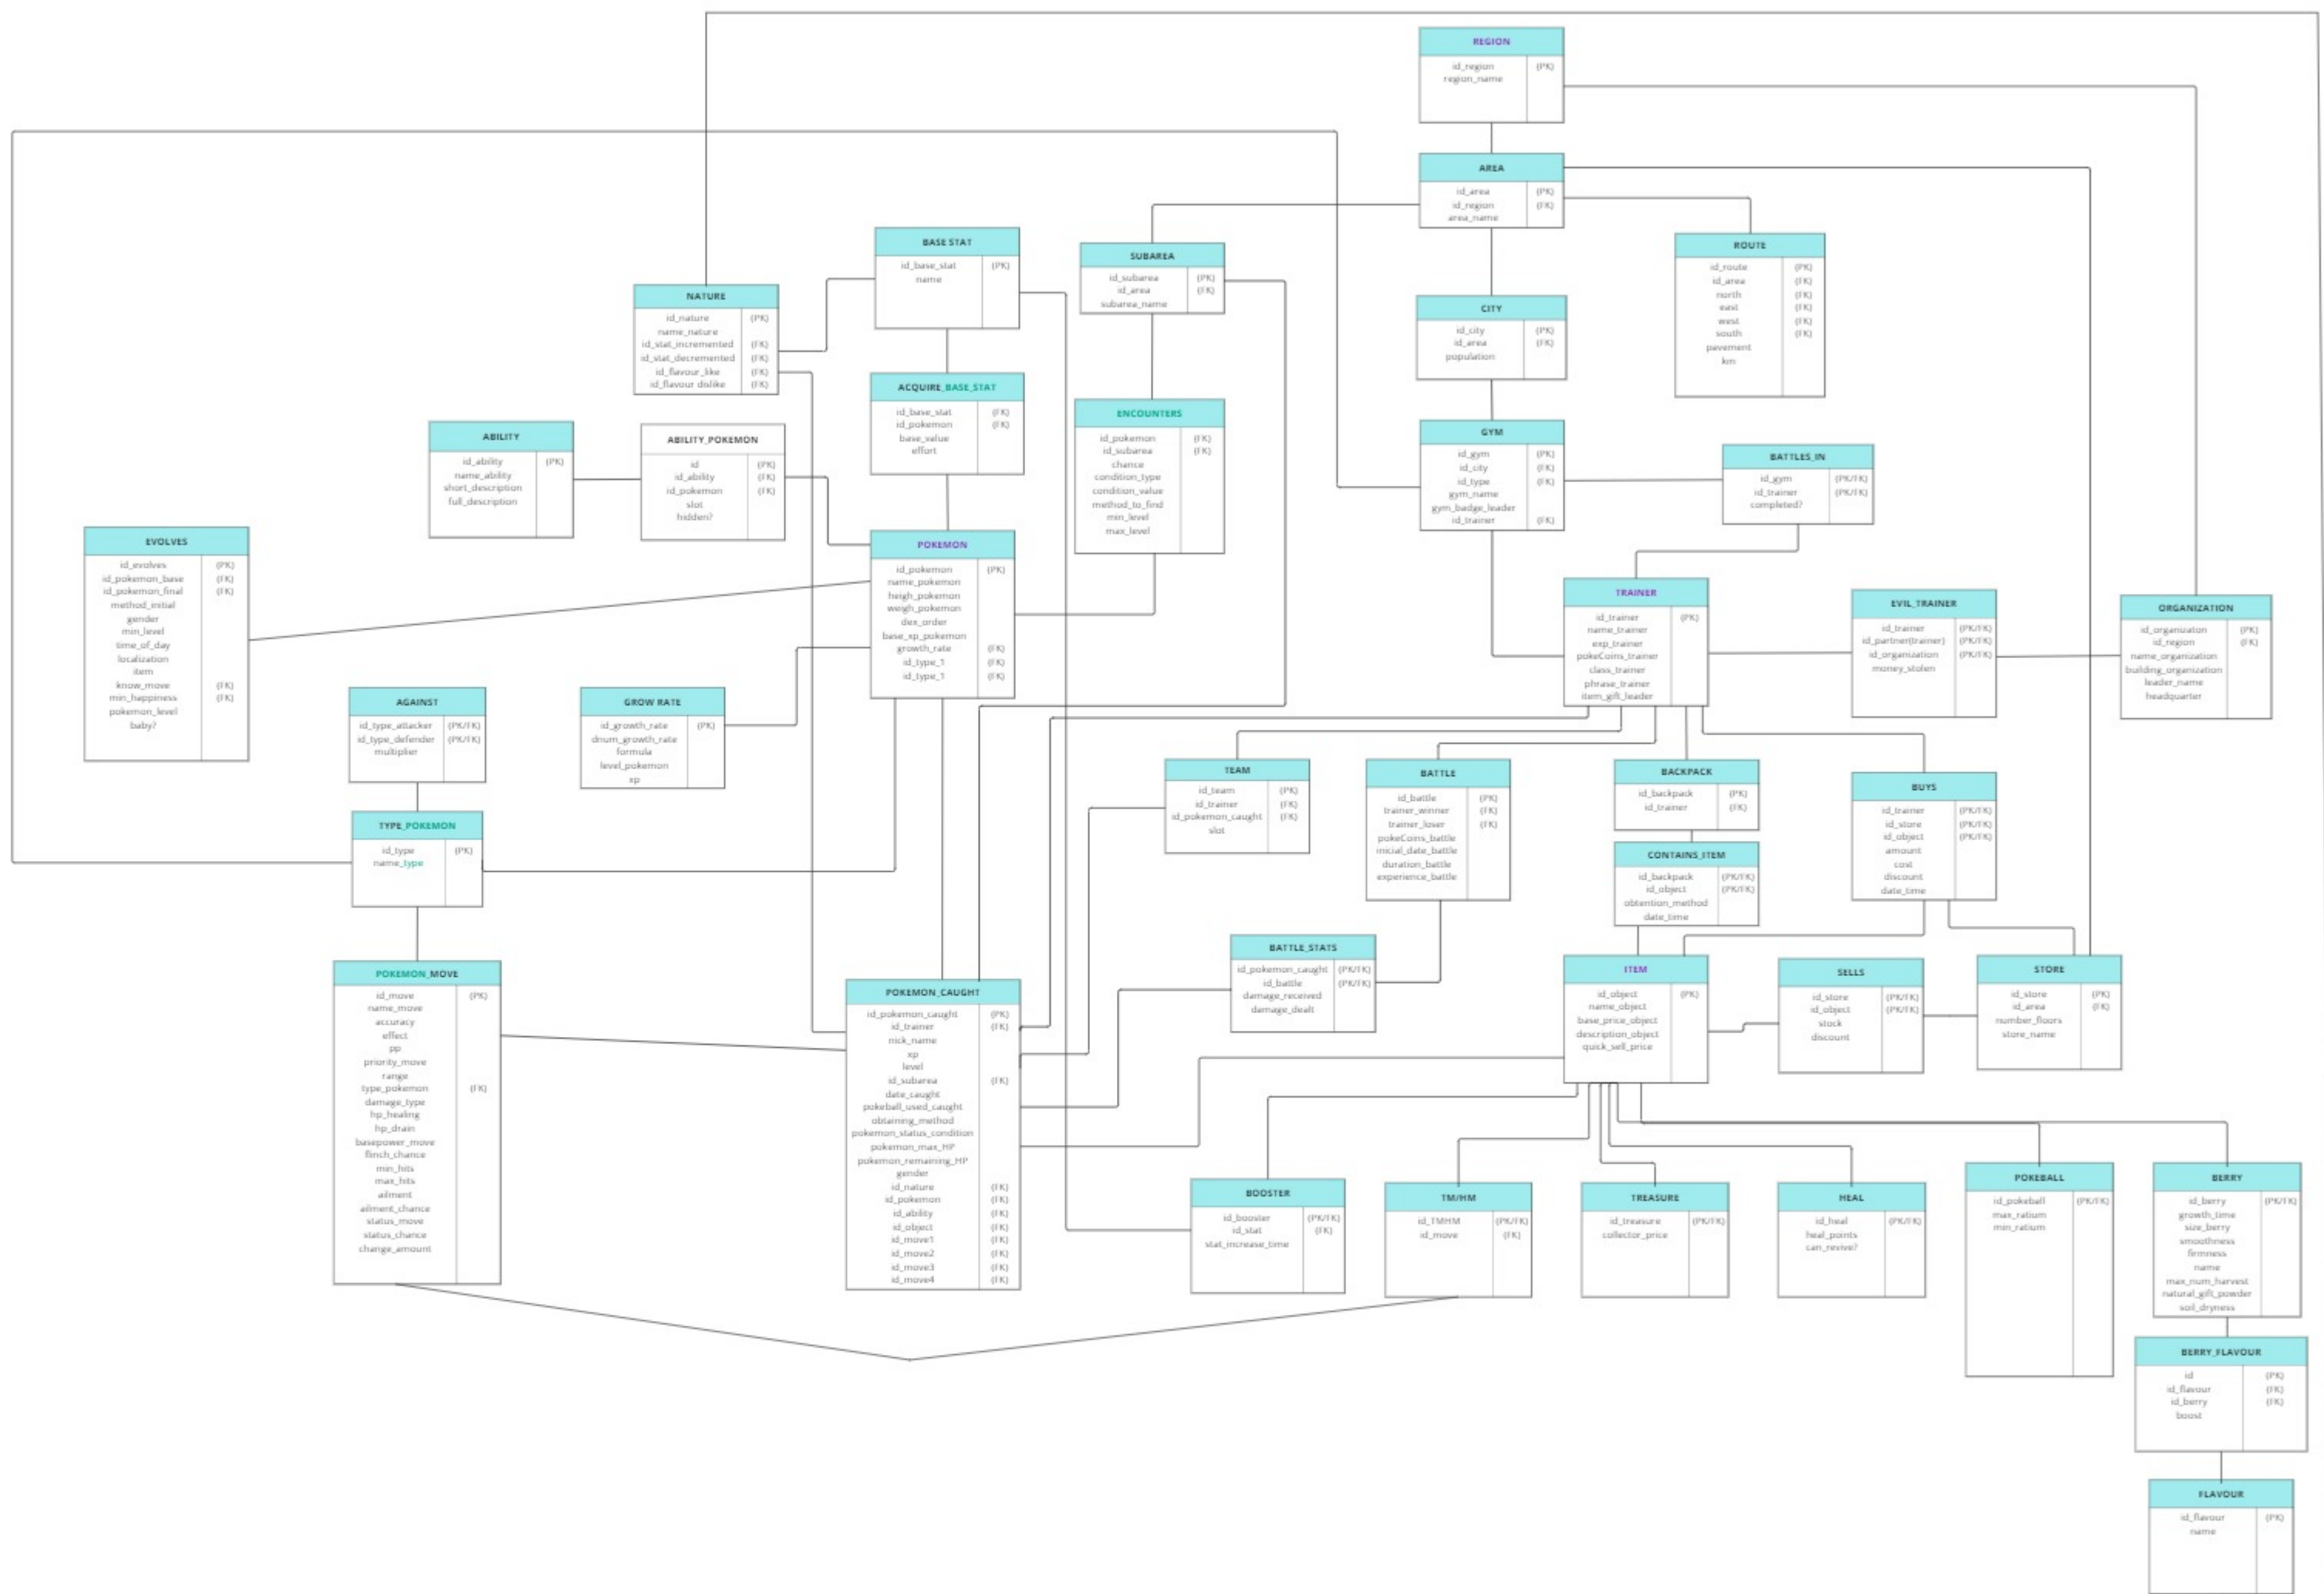 REGION
id_region (PK)
region_name
AREA
id_area (PK)
id_region (FK)
area_name
BASE STAT
id_base_stat (PK)
name
SUBAREA
id_subarea (PK)
id_area (FK)
subarea_name
ROUTE
id_route (PK)
id_area (FK)
north (FK)
east (FK)
west (FK)
south (FK)
pavement
km
NATURE
id_nature (PK)
name_nature
id_stat_incremented (FK)
id_stat_decremented (FK)
id_flavour_like (FK)
id_flavour dislike (FK)
CITY
id_city (PK)
id_area (FK)
population
ACQUIRE_BASE_STAT
id_base_stat (FK)
id_pokemon (FK)
base_value
effort
ENCOUNTERS
id_pokemon (FK)
id_subarea (FK)
chance
condition_type
condition_value
method_to_find
min_level
max_level
ABILITY
id_ability (PK)
name_ability
short_description
full_description
ABILITY_POKEMON
id (PK)
id_ability (FK)
id_pokemon (FK)
slot
hidden?
GYM
id_gym (PK)
id_city (FK)
id_type (FK)
gym_name
gym_badge_leader
id_trainer (FK)
BATTLES_IN
id_gym (PK/FK)
id_trainer (PK/FK)
completed?
EVOLVES
id_evolves (PK)
id_pokemon_base (FK)
id_pokemon_final (FK)
method_initial
gender
min_level
time_of_day
localization
item
know_move (FK)
min_happiness (FK)
pokemon_level
baby?
POKEMON
id_pokemon (PK)
name_pokemon
heigh_pokemon
weigh_pokemon
dex_order
base_xp_pokemon
growth_rate (FK)
id_type_1 (FK)
id_type_1 (FK)
TRAINER
id_trainer (PK)
name_trainer
exp_trainer
pokeCoins_trainer
class_trainer
phrase_trainer
item_gift_leader
EVIL_TRAINER
id_trainer (PK/FK)
id_partner(trainer) (PK/FK)
id_organization (PK/FK)
money_stolen
ORGANIZATION
id_organizaton (PK)
id_region (FK)
name_organization
building_organization
leader_name
headquarter
AGAINST
id_type_attacker (PK/FK)
id_type_defender (PK/FK)
multiplier
GROW RATE
id_growth_rate (PK)
dnum_growth_rate
formula
level_pokemon
xp
TEAM
id_team (PK)
id_trainer (FK)
id_pokemon_caught (FK)
slot
BATTLE
id_battle (PK)
trainer_winner (FK)
trainer_loser (FK)
pokeCoins_battle
inicial_date_battle
duration_battle
experience_battle
BACKPACK
id_backpack (PK)
id_trainer (FK)
BUYS
id_trainer (PK/FK)
id_store (PK/FK)
id_object (PK/FK)
amount
cost
discount
date_time
TYPE_POKEMON
id_type (PK)
name_type
CONTAINS_ITEM
id_backpack (PK/FK)
id_object (PK/FK)
obtention_method
date_time
POKEMON_MOVE
id_move (PK)
name_move
accuracy
effect
pp
priority_move
range
type_pokemon (FK)
damage_type
hp_healing
hp_drain
basepower_move
flinch_chance
min_hits
max_hits
ailment
ailment_chance
status_move
status_chance
change_amount
POKEMON_CAUGHT
id_pokemon_caught (PK)
id_trainer (FK)
nick_name
xp
level
id_subarea (FK)
date_caught
pokeball_used_caught
obtaining_method
pokemon_status_condition
pokemon_max_HP
pokemon_remaining_HP
gender
id_nature (FK)
id_pokemon (FK)
id_ability (FK)
id_object (FK)
id_move1 (FK)
id_move2 (FK)
id_move3 (FK)
id_move4 (FK)
BATTLE_STATS
id_pokemon_caught (PK/FK)
id_battle (PK/FK)
damage_received
damage_dealt
ITEM
id_object (PK)
name_object
base_price_object
description_object
quick_sell_price
SELLS
id_store (PK/FK)
id_object (PK/FK)
stock
discount
STORE
id_store (PK)
id_area (FK)
number_floors
store_name
BOOSTER
id_booster (PK/FK)
id_stat (FK)
stat_increase_time
TM/HM
id_TMHM (PK/FK)
id_move (FK)
TREASURE
id_treasure (PK/FK)
collector_price
HEAL
id_heal (PK/FK)
heal_points
can_revive?
POKEBALL
id_pokeball (PK/FK)
max_ratium
min_ratium
BERRY
id_berry (PK/FK)
growth_time
size_berry
smoothness
firmness
name
max_num_harvest
natural_gift_powder
soil_dryness
BERRY_FLAVOUR
id (PK)
id_flavour (FK)
id_berry (FK)
boost
FLAVOUR
id_flavour (PK)
name